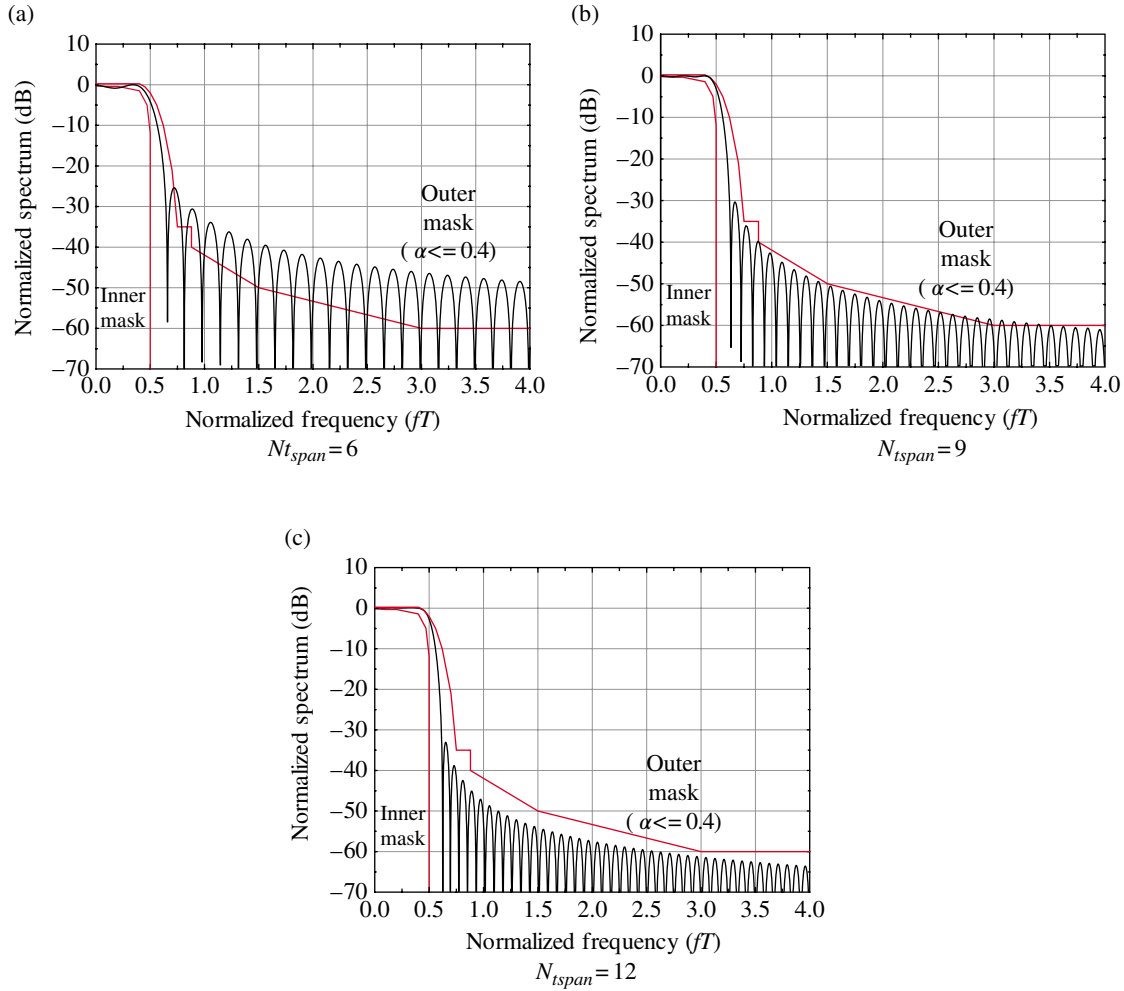 (a)
Normalized spectrum (dB)
10
0
−10
−20
−30
−40
−50
−60
−70
Outer
mask
( α<= 0.4)
Inner
mask
0.0 0.5 1.0 1.5 2.0 2.5 3.0 3.5 4.0
Normalized frequency (fT)
Nt_span = 6
(b)
Normalized spectrum (dB)
10
0
−10
−20
−30
−40
−50
−60
−70
Outer
mask
( α<= 0.4)
Inner
mask
0.0 0.5 1.0 1.5 2.0 2.5 3.0 3.5 4.0
Normalized frequency (fT)
N_tspan = 9
(c)
Normalized spectrum (dB)
10
0
−10
−20
−30
−40
−50
−60
−70
Outer
mask
( α<= 0.4)
Inner
mask
0.0 0.5 1.0 1.5 2.0 2.5 3.0 3.5 4.0
Normalized frequency (fT)
N_tspan = 12